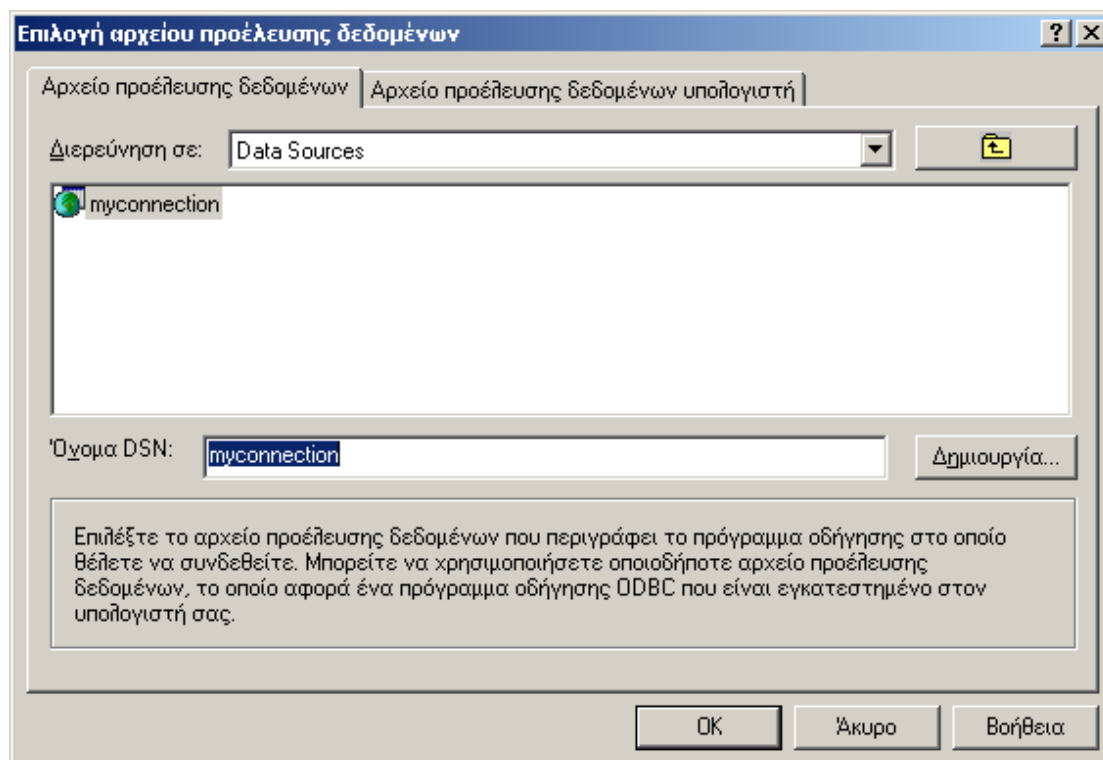 Επιλογή αρχείου προέλευσης δεδομένων
Αρχείο προέλευσης δεδομένων
Αρχείο προέλευσης δεδομένων υπολογιστή
Διερεύνηση σε:
Data Sources
myconnection
Όνομα DSN:
myconnection
Δημιουργία...
Επιλέξτε το αρχείο προέλευσης δεδομένων που περιγράφει το πρόγραμμα οδήγησης στο οποίο
θέλετε να συνδεθείτε. Μπορείτε να χρησιμοποιήσετε οποιοδήποτε αρχείο προέλευσης
δεδομένων, το οποίο αφορά ένα πρόγραμμα οδήγησης ODBC που είναι εγκατεστημένο στον
υπολογιστή σας.
OK
Άκυρο
Βοήθεια